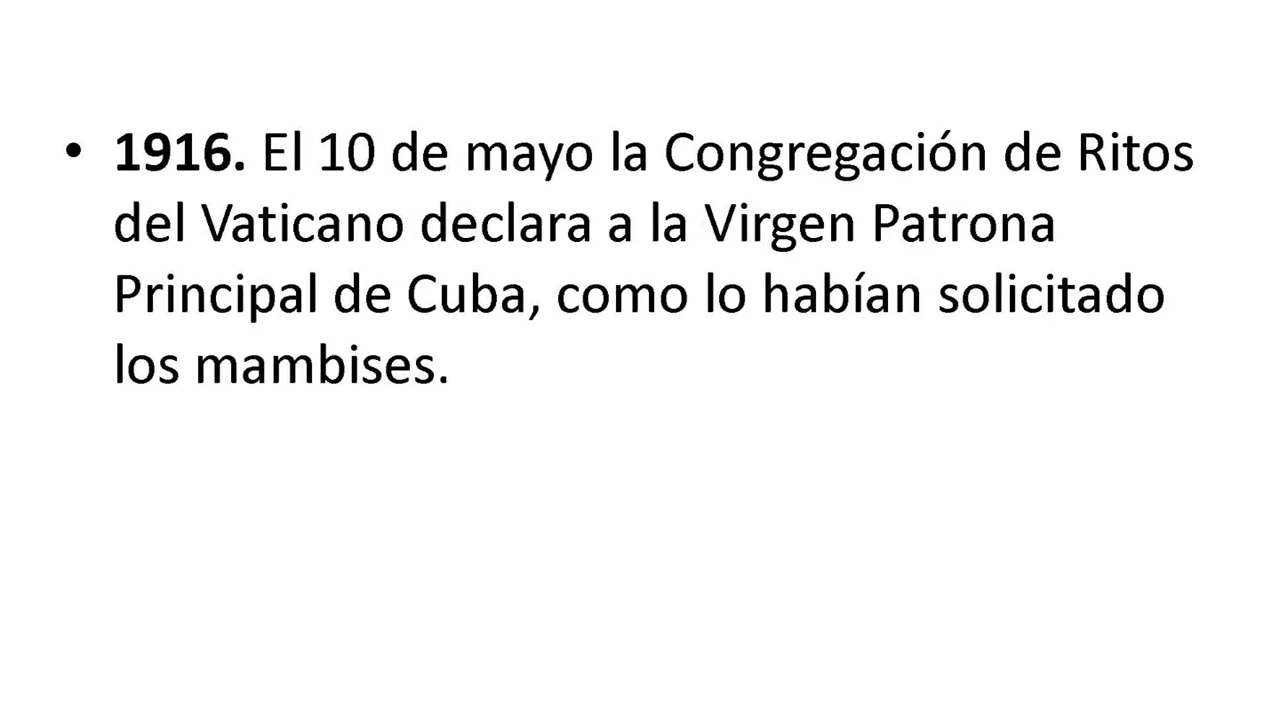 • 1916. El 10 de mayo la Congregación de Ritos
del Vaticano declara a la Virgen Patrona
Principal de Cuba, como lo habían solicitado
los mambises.